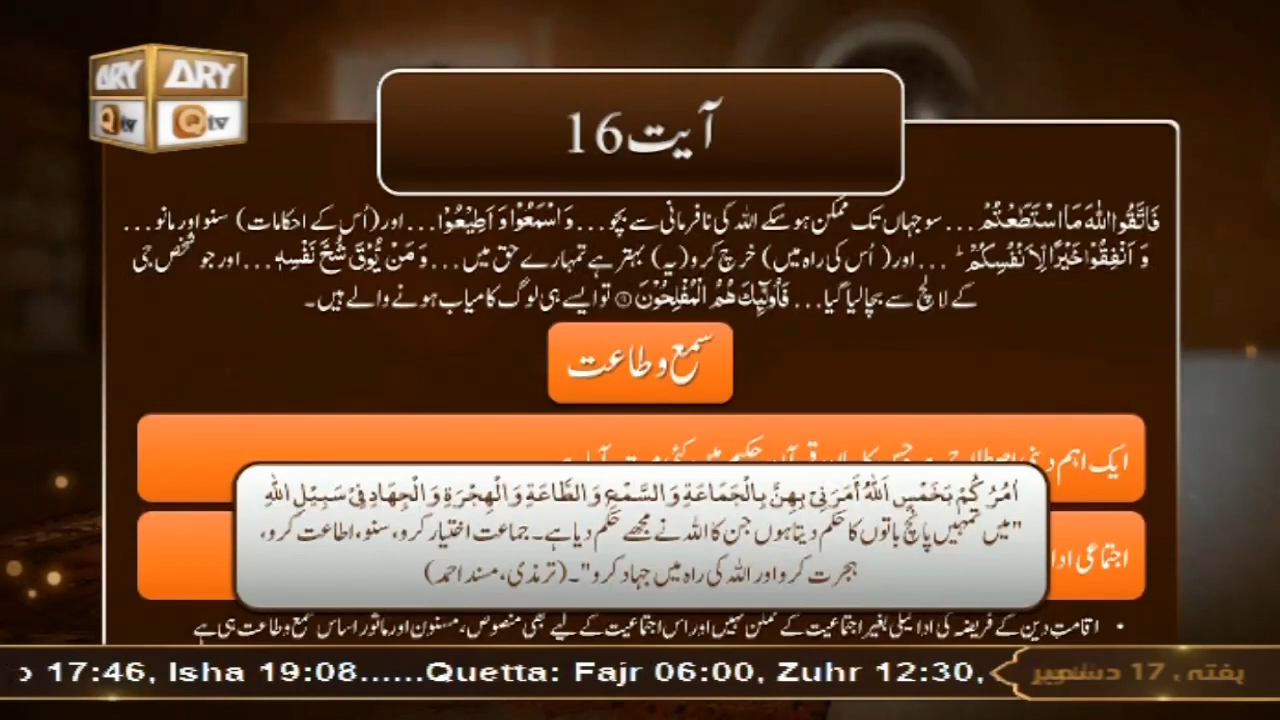 ARY ARY
Qtv Qtv
آیت 16
فَاتَّقُوا اللّٰهَ مَا اسْتَطَعْتُمْ ... سو جہاں تک ممکن ہو سکے اللہ کی نافرمانی سے بچو ... وَ اسْمَعُوْا وَ اَطِیْعُوْا ... اور (اُس کے احکامات) سنو اور مانو ...
وَ اَنْفِقُوْا خَیْرًا لِّاَنْفُسِكُمْ ؕ ... اور (اُس کی راہ میں) خرچ کرو (یہ) بہتر ہے تمہارے حق میں ... وَ مَنْ یُّوْقَ شُحَّ نَفْسِهٖ ... اور جو شخص جی
کے لالچ سے بچا لیا گیا ... فَاُولٰٓىِٕكَ هُمُ الْمُفْلِحُوْنَ تو ایسے ہی لوگ کامیاب ہونے والے ہیں۔
سمع و طاعت
ایک اہم دینی اصطلاح
اٰمُرُكُمْ بِخَمْسٍ اَللّٰهُ اَمَرَنِیْ بِهِنَّ بِالْجَمَاعَةِ وَ السَّمْعِ وَ الطَّاعَةِ وَ الْهِجْرَةِ وَ الْجِهَادِ فِیْ سَبِیْلِ اللّٰهِ
"میں تمہیں پانچ باتوں کا حکم دیتا ہوں جن کا اللہ نے مجھے حکم دیا ہے۔ جماعت اختیار کرو، سنو، اطاعت کرو،
ہجرت کرو اور اللہ کی راہ میں جہاد کرو"۔ (ترمذی، مسند احمد)
اجتماعی
• اقامتِ دین کے فریضہ کی ادائیگی بغیر اجتماعیت کے ممکن نہیں اور اس اجتماعیت کے لیے بھی منصوص، مسنون اور ماثور اساس سمع و طاعت ہی ہے
17:46, Isha 19:08......Quetta: Fajr 06:00, Zuhr 12:30,
ہفتہ، 17 دسمبر